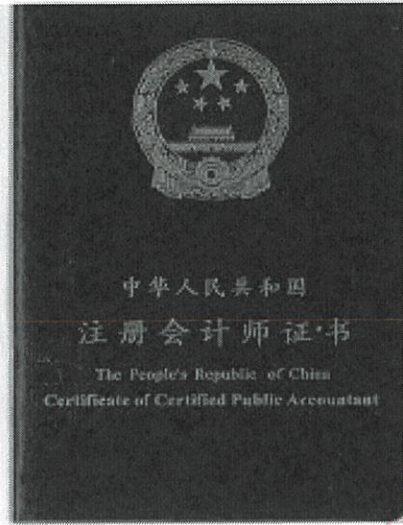 中华人民共和国
注册会计师证书
The People's Republic of China
Certificate of Certified Public Accountant